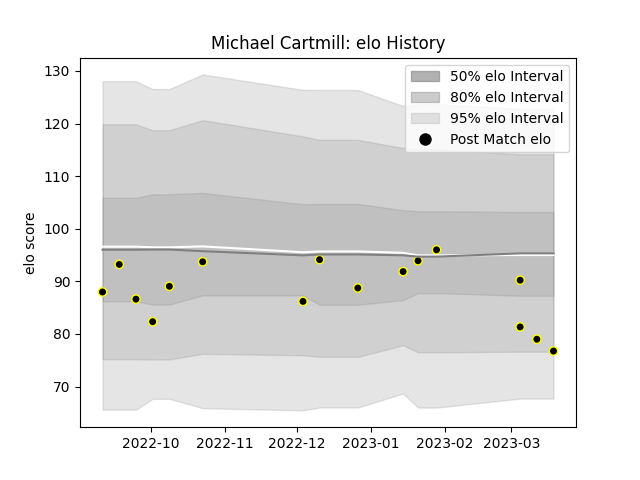 Michael Cartmill: elo History
130
120
110
100
90
80
70
elo score
50% elo Interval
80% elo Interval
95% elo Interval
Post Match elo
2022-10
2022-11
2022-12
2023-01
2023-02
2023-03